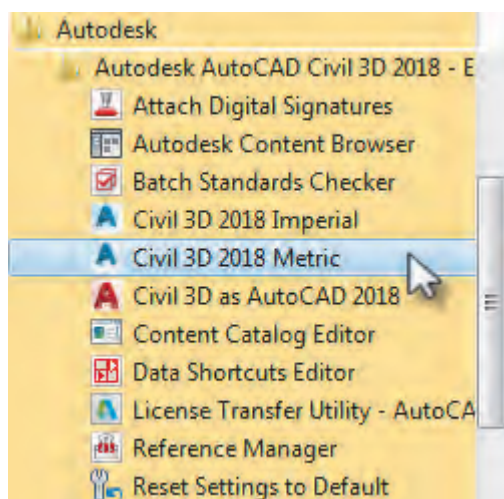 Autodesk
Autodesk AutoCAD Civil 3D 2018 - E
Attach Digital Signatures
Autodesk Content Browser
Batch Standards Checker
Civil 3D 2018 Imperial
Civil 3D 2018 Metric
Civil 3D as AutoCAD 2018
Content Catalog Editor
Data Shortcuts Editor
License Transfer Utility - AutoCA
Reference Manager
Reset Settings to Default